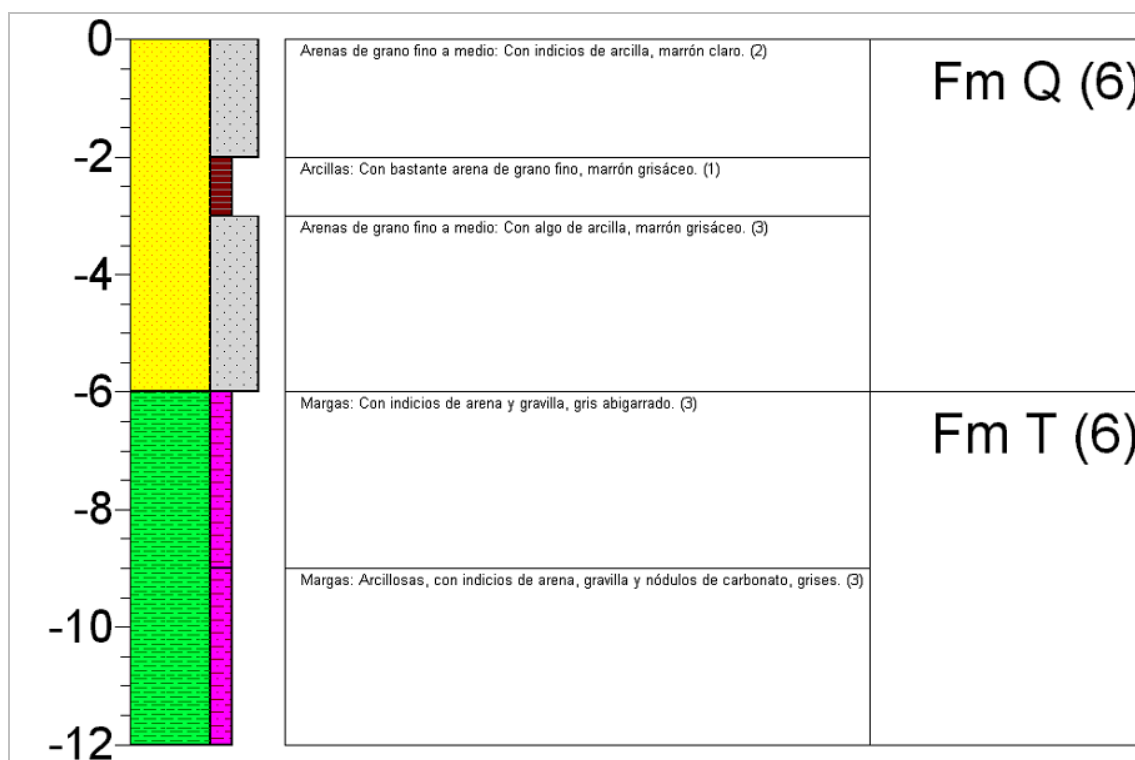 0
Arenas de grano fino a medio: Con indicios de arcilla, marrón claro. (2)
Fm Q (6)
-2
Arcillas: Con bastante arena de grano fino, marrón grisáceo. (1)
Arenas de grano fino a medio: Con algo de arcilla, marrón grisáceo. (3)
-4
-6
Margas: Con indicios de arena y gravilla, gris abigarrado. (3)
Fm T (6)
-8
Margas: Arcillosas, con indicios de arena, gravilla y nódulos de carbonato, grises. (3)
-10
-12